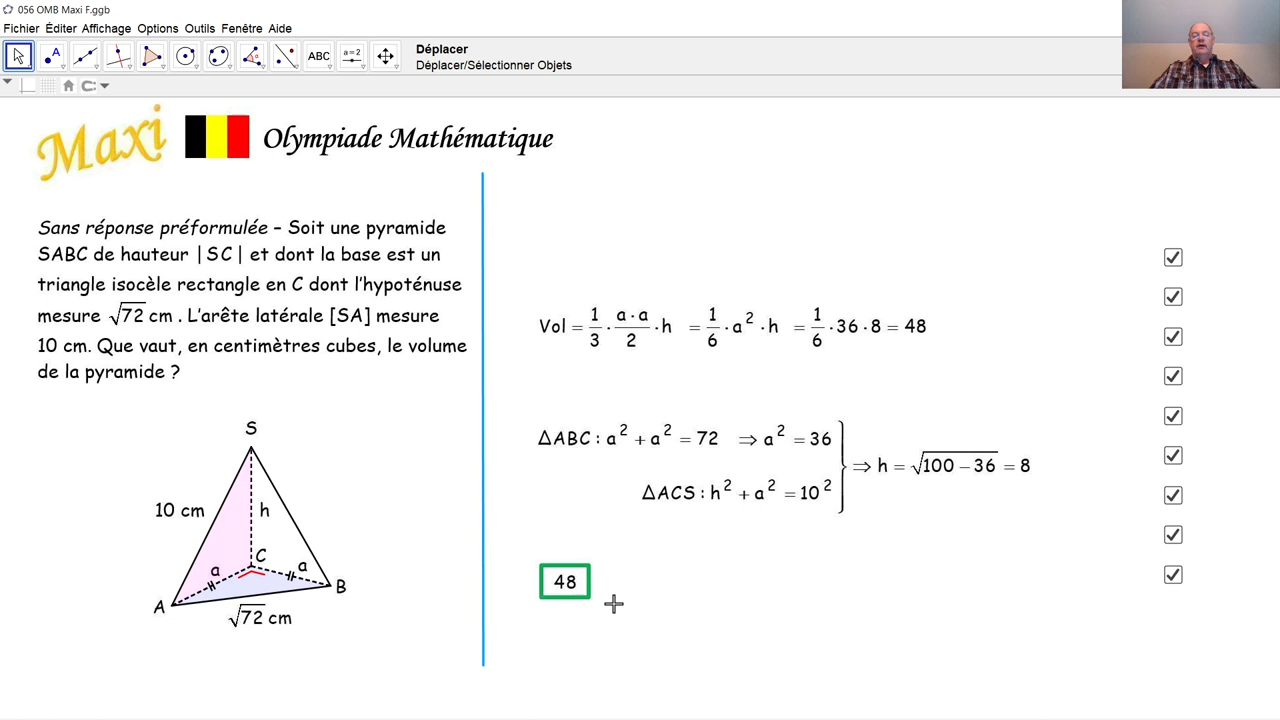 056 OMB Maxi F.ggb
Fichier Éditer Affichage Options Outils Fenêtre Aide
A
ABC
a=2
Déplacer
Déplacer/Sélectionner Objets
Maxi
Olympiade Mathématique
Sans réponse préformulée – Soit une pyramide
SABC de hauteur |SC| et dont la base est un
triangle isocèle rectangle en C dont l'hypoténuse
mesure √72 cm . L'arête latérale [SA] mesure
10 cm. Que vaut, en centimètres cubes, le volume
de la pyramide ?
S
10 cm
h
C
a
a
A
B
√72 cm
Vol = 1/3 · a·a/2 · h = 1/6 · a² · h = 1/6 · 36 · 8 = 48
ΔABC : a² + a² = 72 ⇒ a² = 36
ΔACS : h² + a² = 10²
⇒ h = √100 – 36 = 8
48